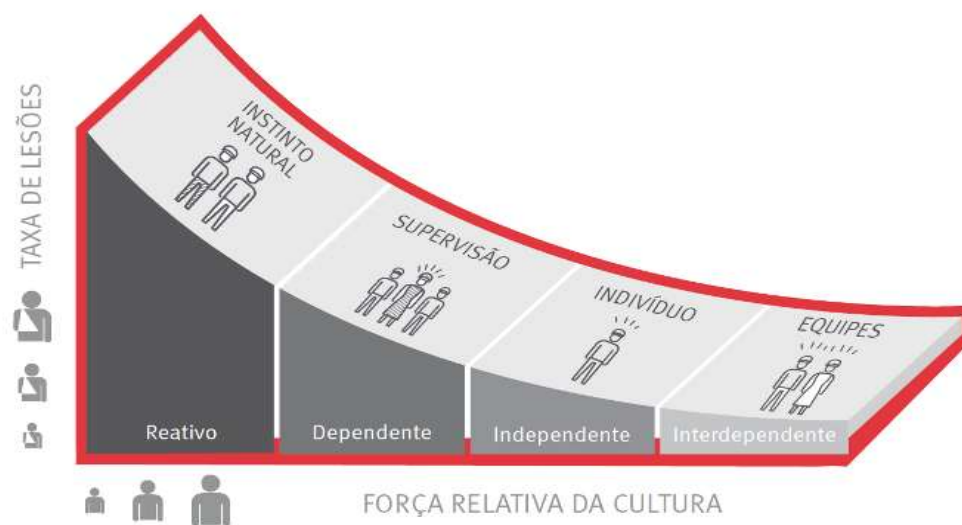 TAXA DE LESÕES
INSTINTO
NATURAL
SUPERVISÃO
INDIVÍDUO
EQUIPES
Reativo
Dependente
Independente
Interdependente
FORÇA RELATIVA DA CULTURA